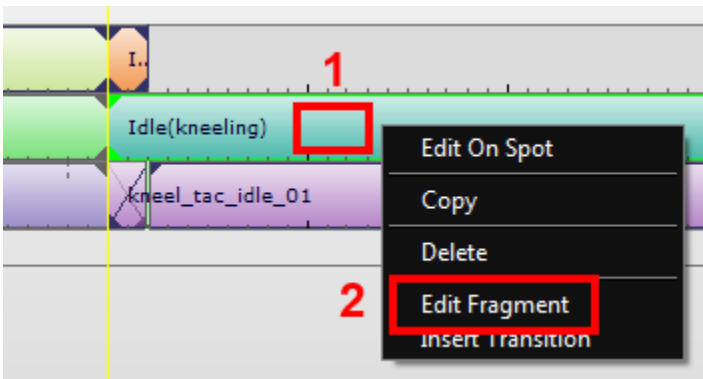 I..
1
Idle(kneeling)
Edit On Spot
kneel_tac_idle_01
Copy
Delete
2
Edit Fragment
Insert Transition